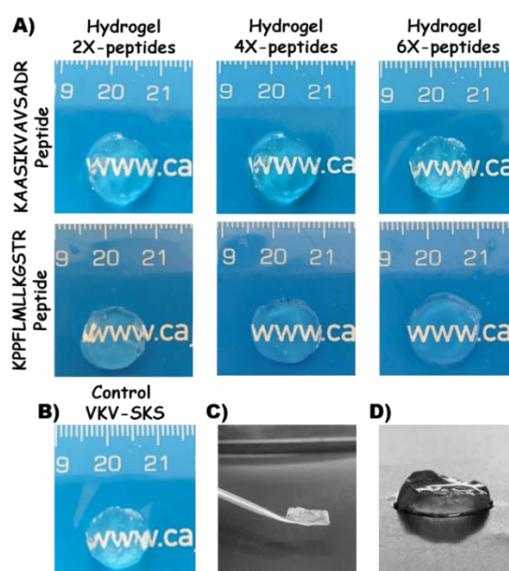 A)
Hydrogel
2X-peptides
Hydrogel
4X-peptides
Hydrogel
6X-peptides
KAASIKVAVSADR
Peptide
9 20 21
www.ca
9 20 21
www.ca
9 20 21
www.ca
KPPFLMLLKGSTR
Peptide
9 20 21
www.ca
9 20 21
www.ca
9 20 21
www.ca
B)
Control
VKV-SKS
9 20 21
www.ca
C)
D)